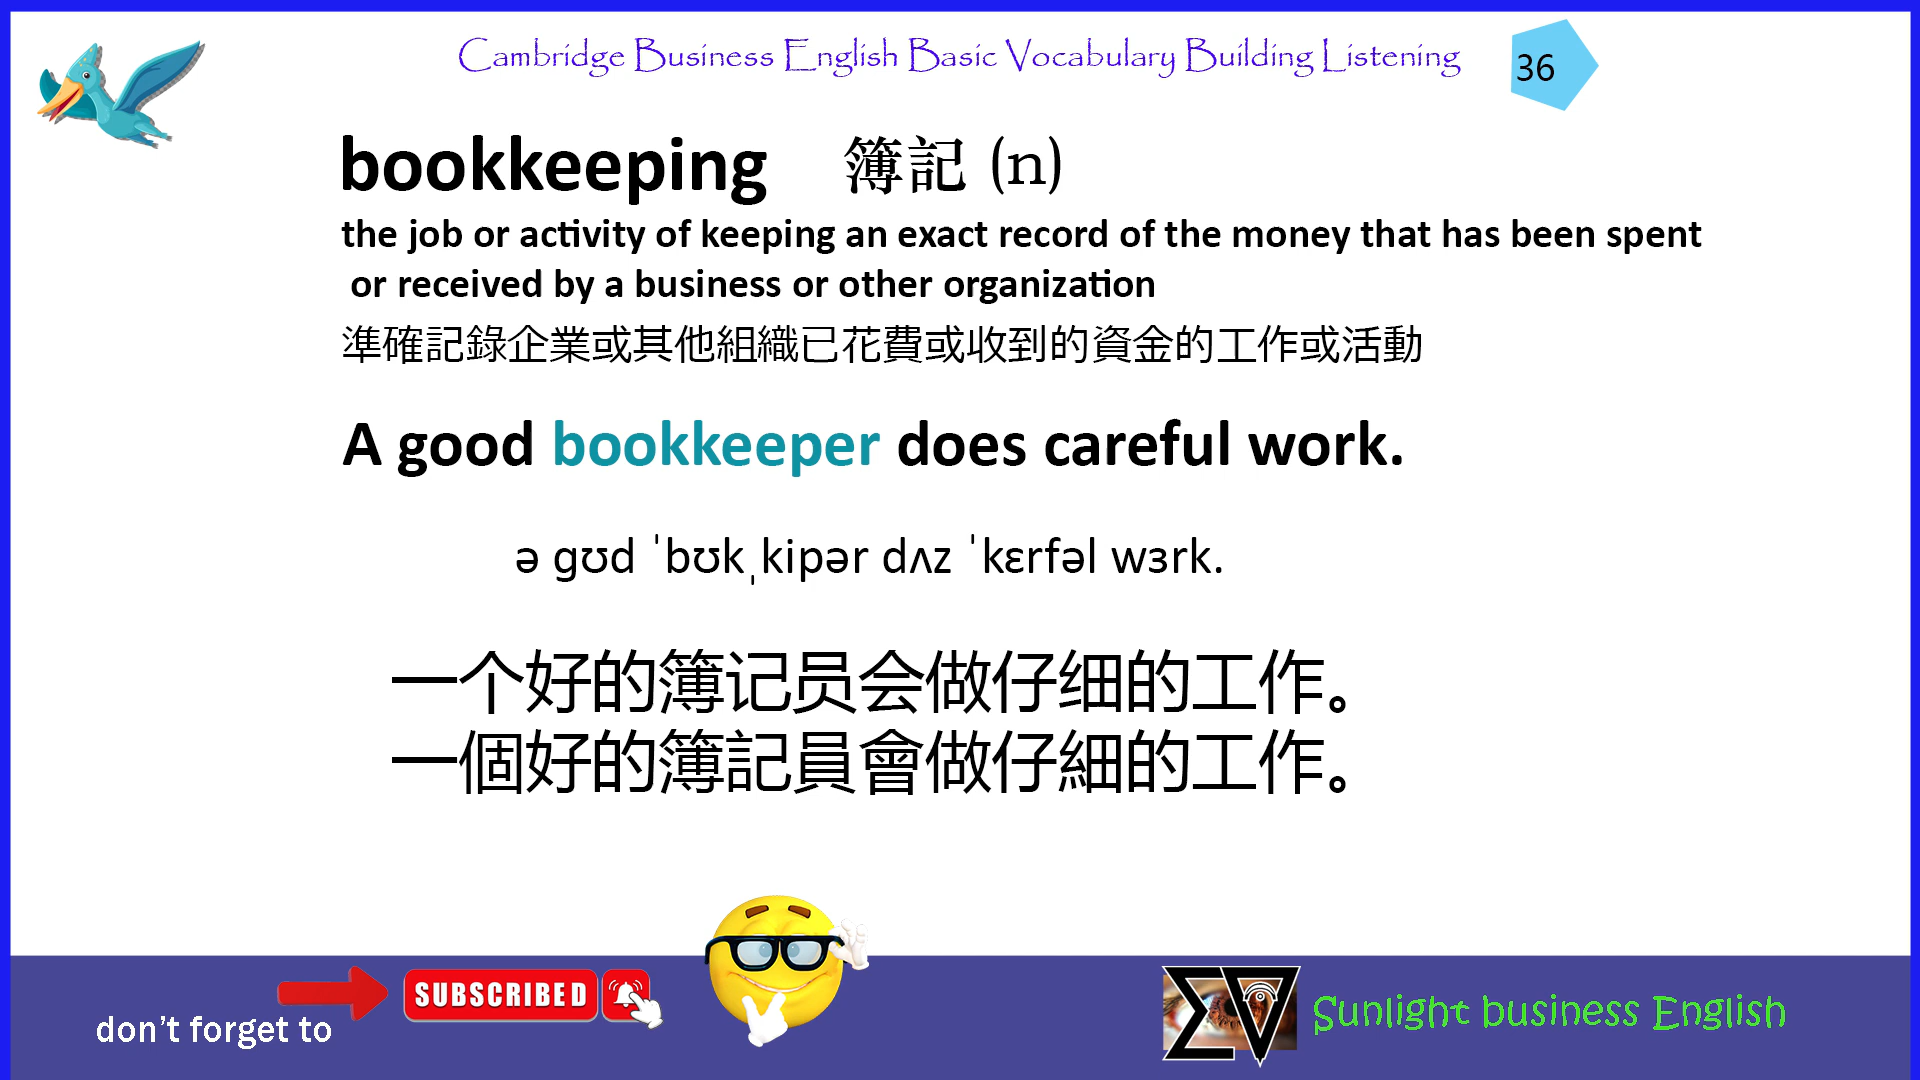 Cambridge Business English Basic Vocabulary Building Listening
36
bookkeeping 簿記 (n)
the job or activity of keeping an exact record of the money that has been spent
or received by a business or other organization
準確記錄企業或其他組織已花費或收到的資金的工作或活動
A good bookkeeper does careful work.
ə gʊd ˈbʊkˌkipər dʌz ˈkɛrfəl wɜrk.
一个好的簿记员会做仔细的工作。
一個好的簿記員會做仔細的工作。
don't forget to
SUBSCRIBED
Sunlight business English